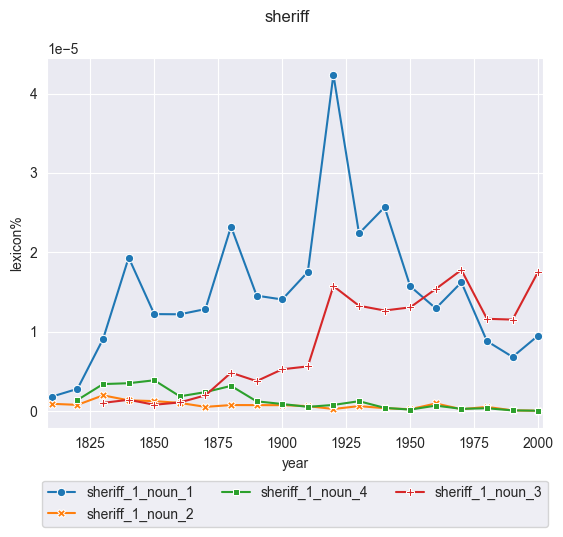 sheriff
1e−5
4
3
2
1
0
lexicon%
1825 1850 1875 1900 1925 1950 1975 2000
year
sheriff_1_noun_1 sheriff_1_noun_4 sheriff_1_noun_3
sheriff_1_noun_2